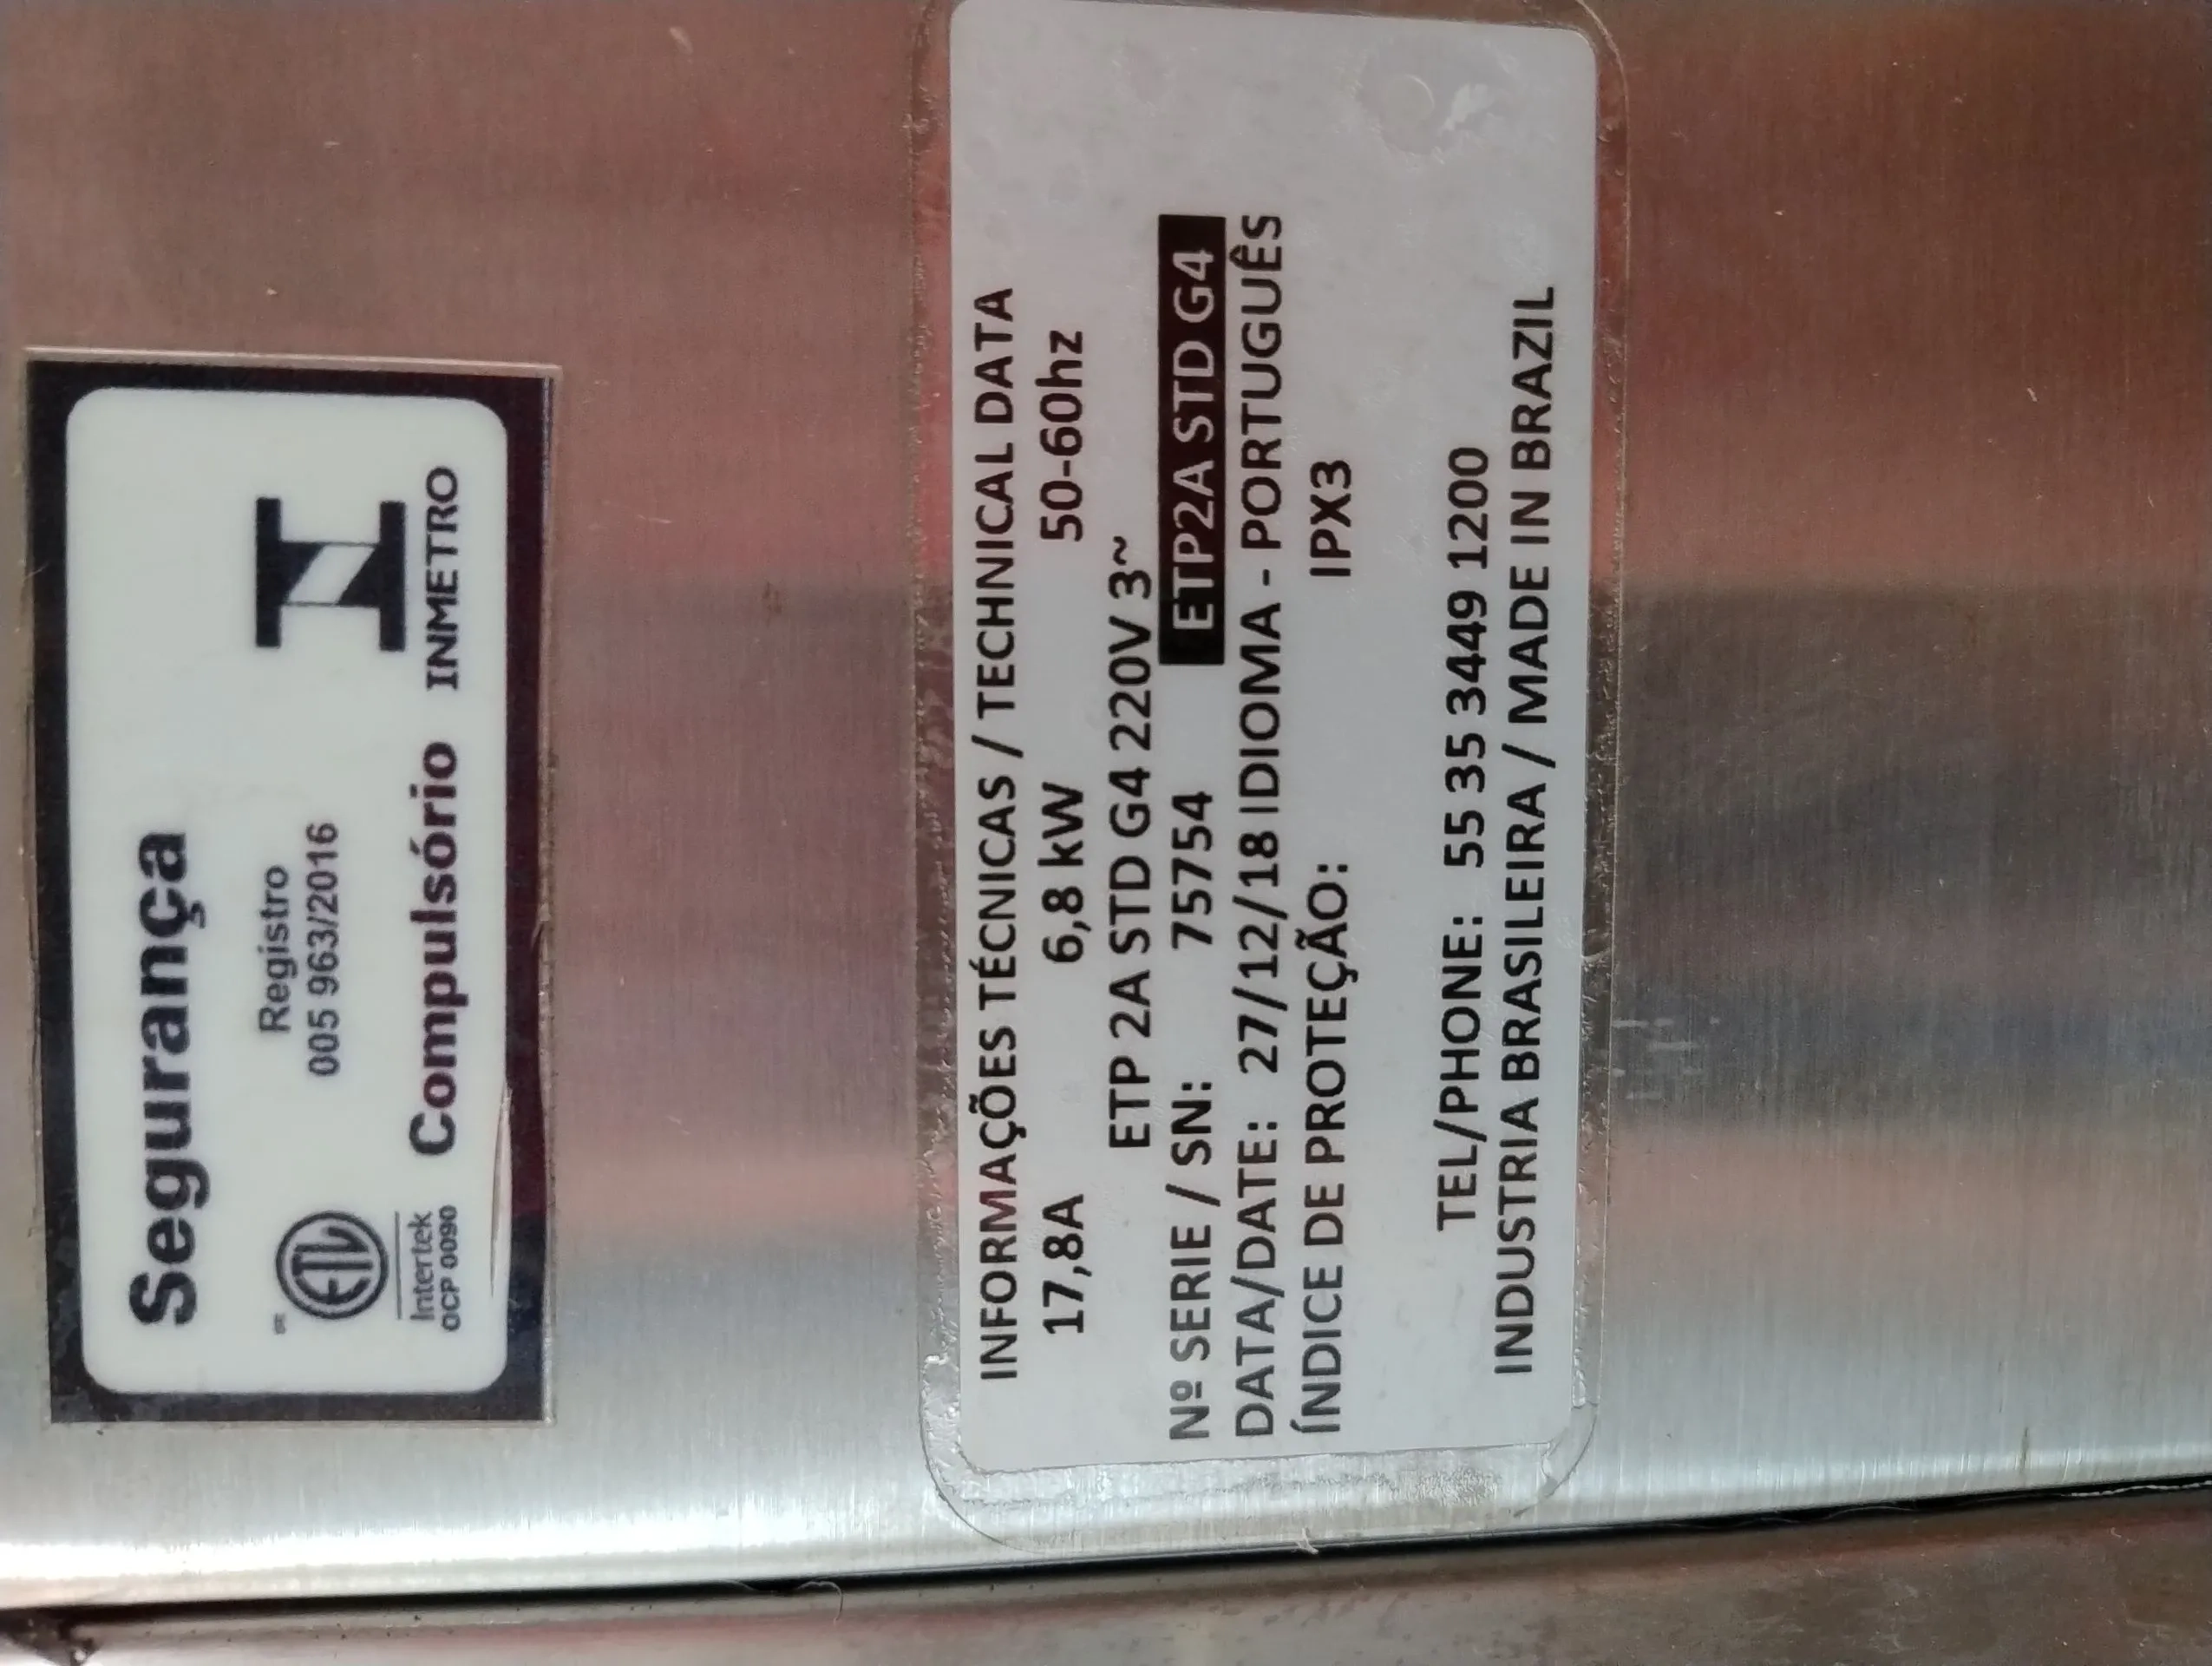 Segurança
Registro
005 963/2016
ETL
Intertek
OCP 0090
Compulsório
INMETRO
INFORMAÇÕES TÉCNICAS / TECHNICAL DATA
17,8A 6,8 kW 50-60hz
ETP 2A STD G4 220V 3~
Nº SERIE / SN: 75754 ETP2A STD G4
DATA/DATE: 27/12/18 IDIOMA - PORTUGUÊS
ÍNDICE DE PROTEÇÃO: IPX3
TEL/PHONE: 55 35 3449 1200
INDUSTRIA BRASILEIRA / MADE IN BRAZIL